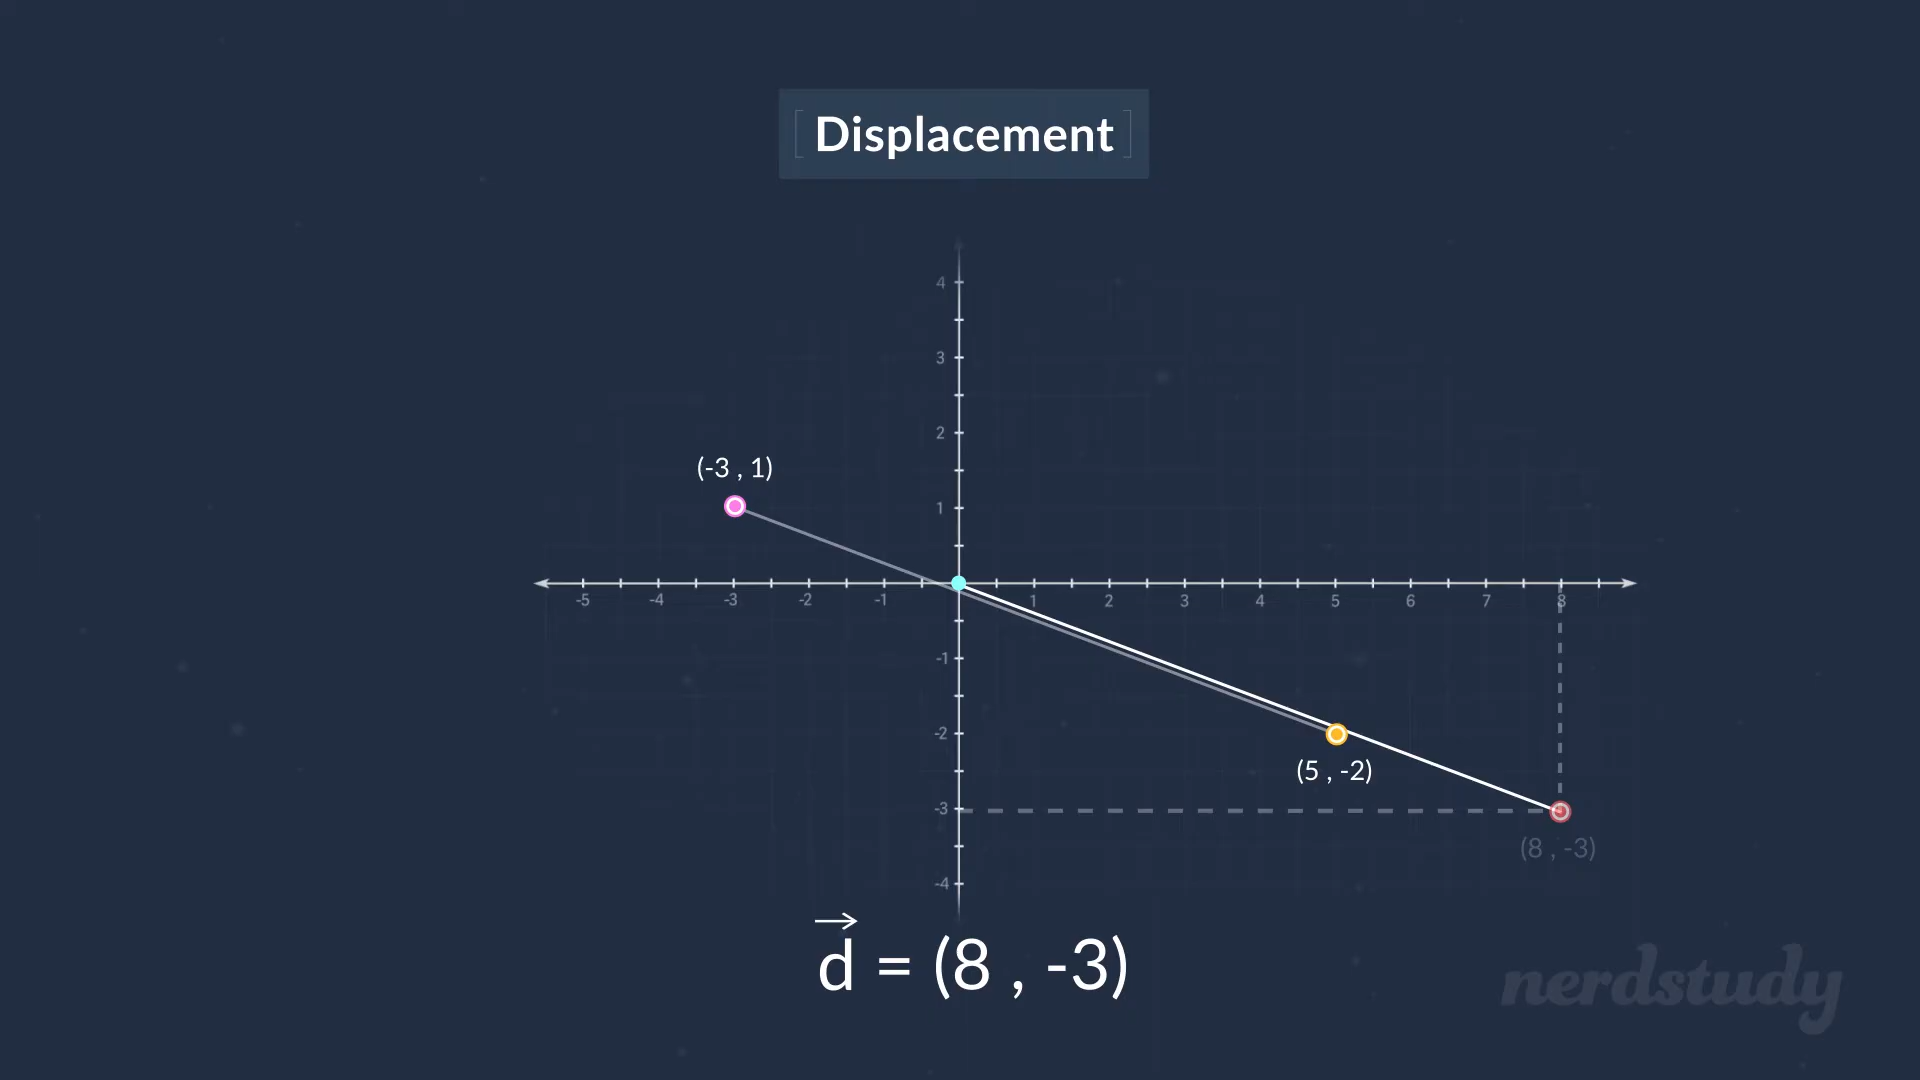 Displacement
4
3
2
(-3 , 1)
1
-5 -4 -3 -2 -1 1 2 3 4 5 6 7 8
-1
-2
(5 , -2)
-3
(8 , -3)
-4
d = (8 , -3)
nerdstudy